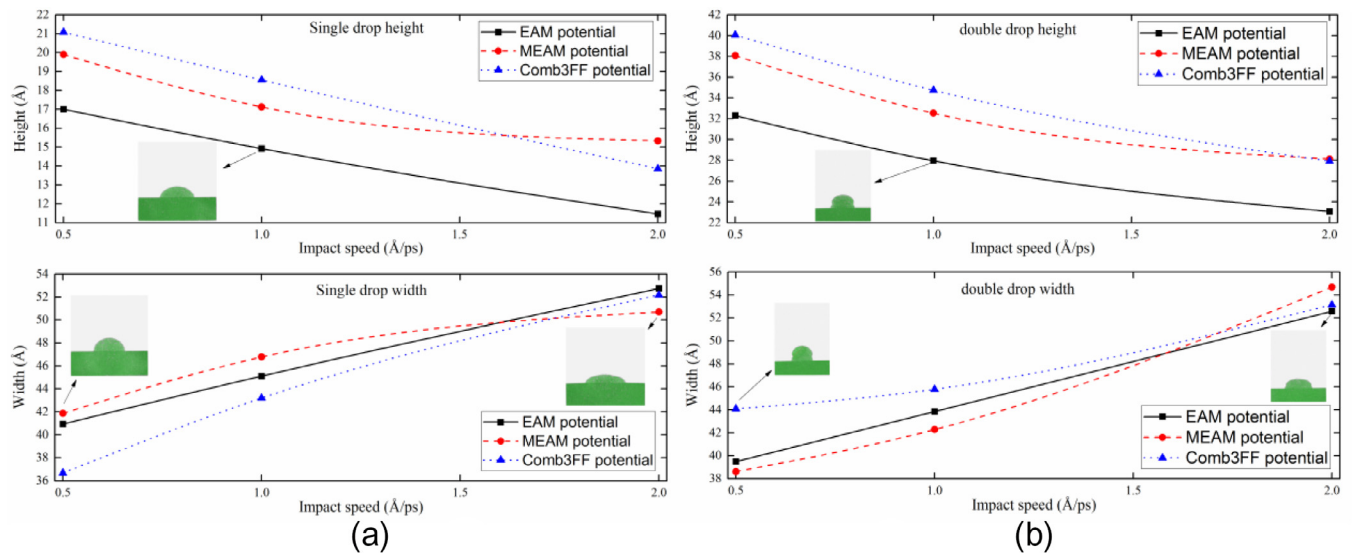 Single drop height
EAM potential
MEAM potential
Comb3FF potential
Height (Å)
22
21
20
19
18
17
16
15
14
13
12
11
0.5
1.0
1.5
2.0
Impact speed (Å/ps)
double drop height
EAM potential
MEAM potential
Comb3FF potential
Height (Å)
42
40
38
36
34
32
30
28
26
24
22
0.5
1.0
1.5
2.0
Impact speed (Å/ps)
Single drop width
EAM potential
MEAM potential
Comb3FF potential
Width (Å)
54
52
50
48
46
44
42
40
38
36
0.5
1.0
1.5
2.0
Impact speed (Å/ps)
double drop width
EAM potential
MEAM potential
Comb3FF potential
Width (Å)
56
54
52
50
48
46
44
42
40
38
0.5
1.0
1.5
2.0
Impact speed (Å/ps)
(a)
(b)